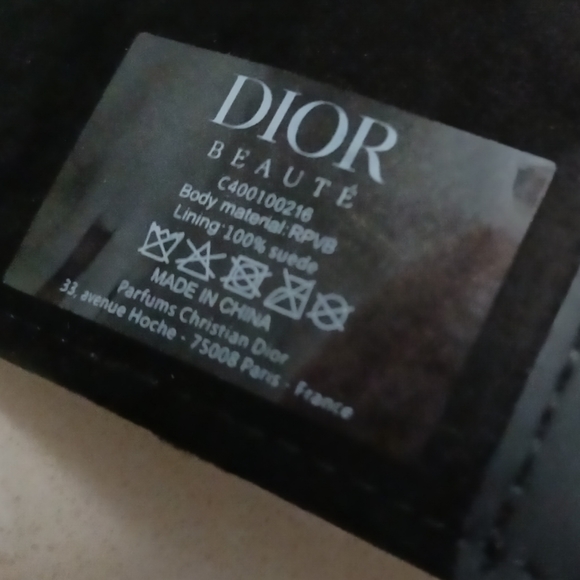 DIOR
BEAUTÉ
C400100216
Body material: RPVB
Lining 100% suede
MADE IN CHINA
Parfums Christian Dior
33, avenue Hoche - 75008 Paris - France